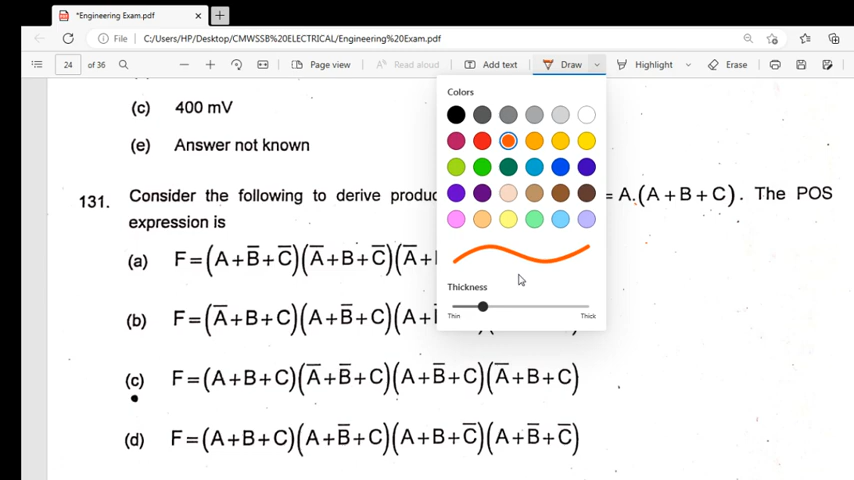 *Engineering Exam.pdf
File C:/Users/HP/Desktop/CMWSSB%20ELECTRICAL/Engineering%20Exam.pdf
24 of 36 Page view Read aloud Add text Draw Highlight Erase
Colors
Thickness
Thin Thick
(c) 400 mV
(e) Answer not known
131. Consider the following to derive = A.(A+B+C). The POS
expression is
(a) F=(A+B̅+C̅)(A̅+B+C̅)(A̅+
(b) F=(A̅+B+C)(A+B̅+C)(A+
(c) F=(A+B+C)(A̅+B̅+C)(A+B̅+C)(A̅+B+C)
(d) F=(A+B+C)(A+B̅+C)(A+B+C̅)(A+B̅+C̅)